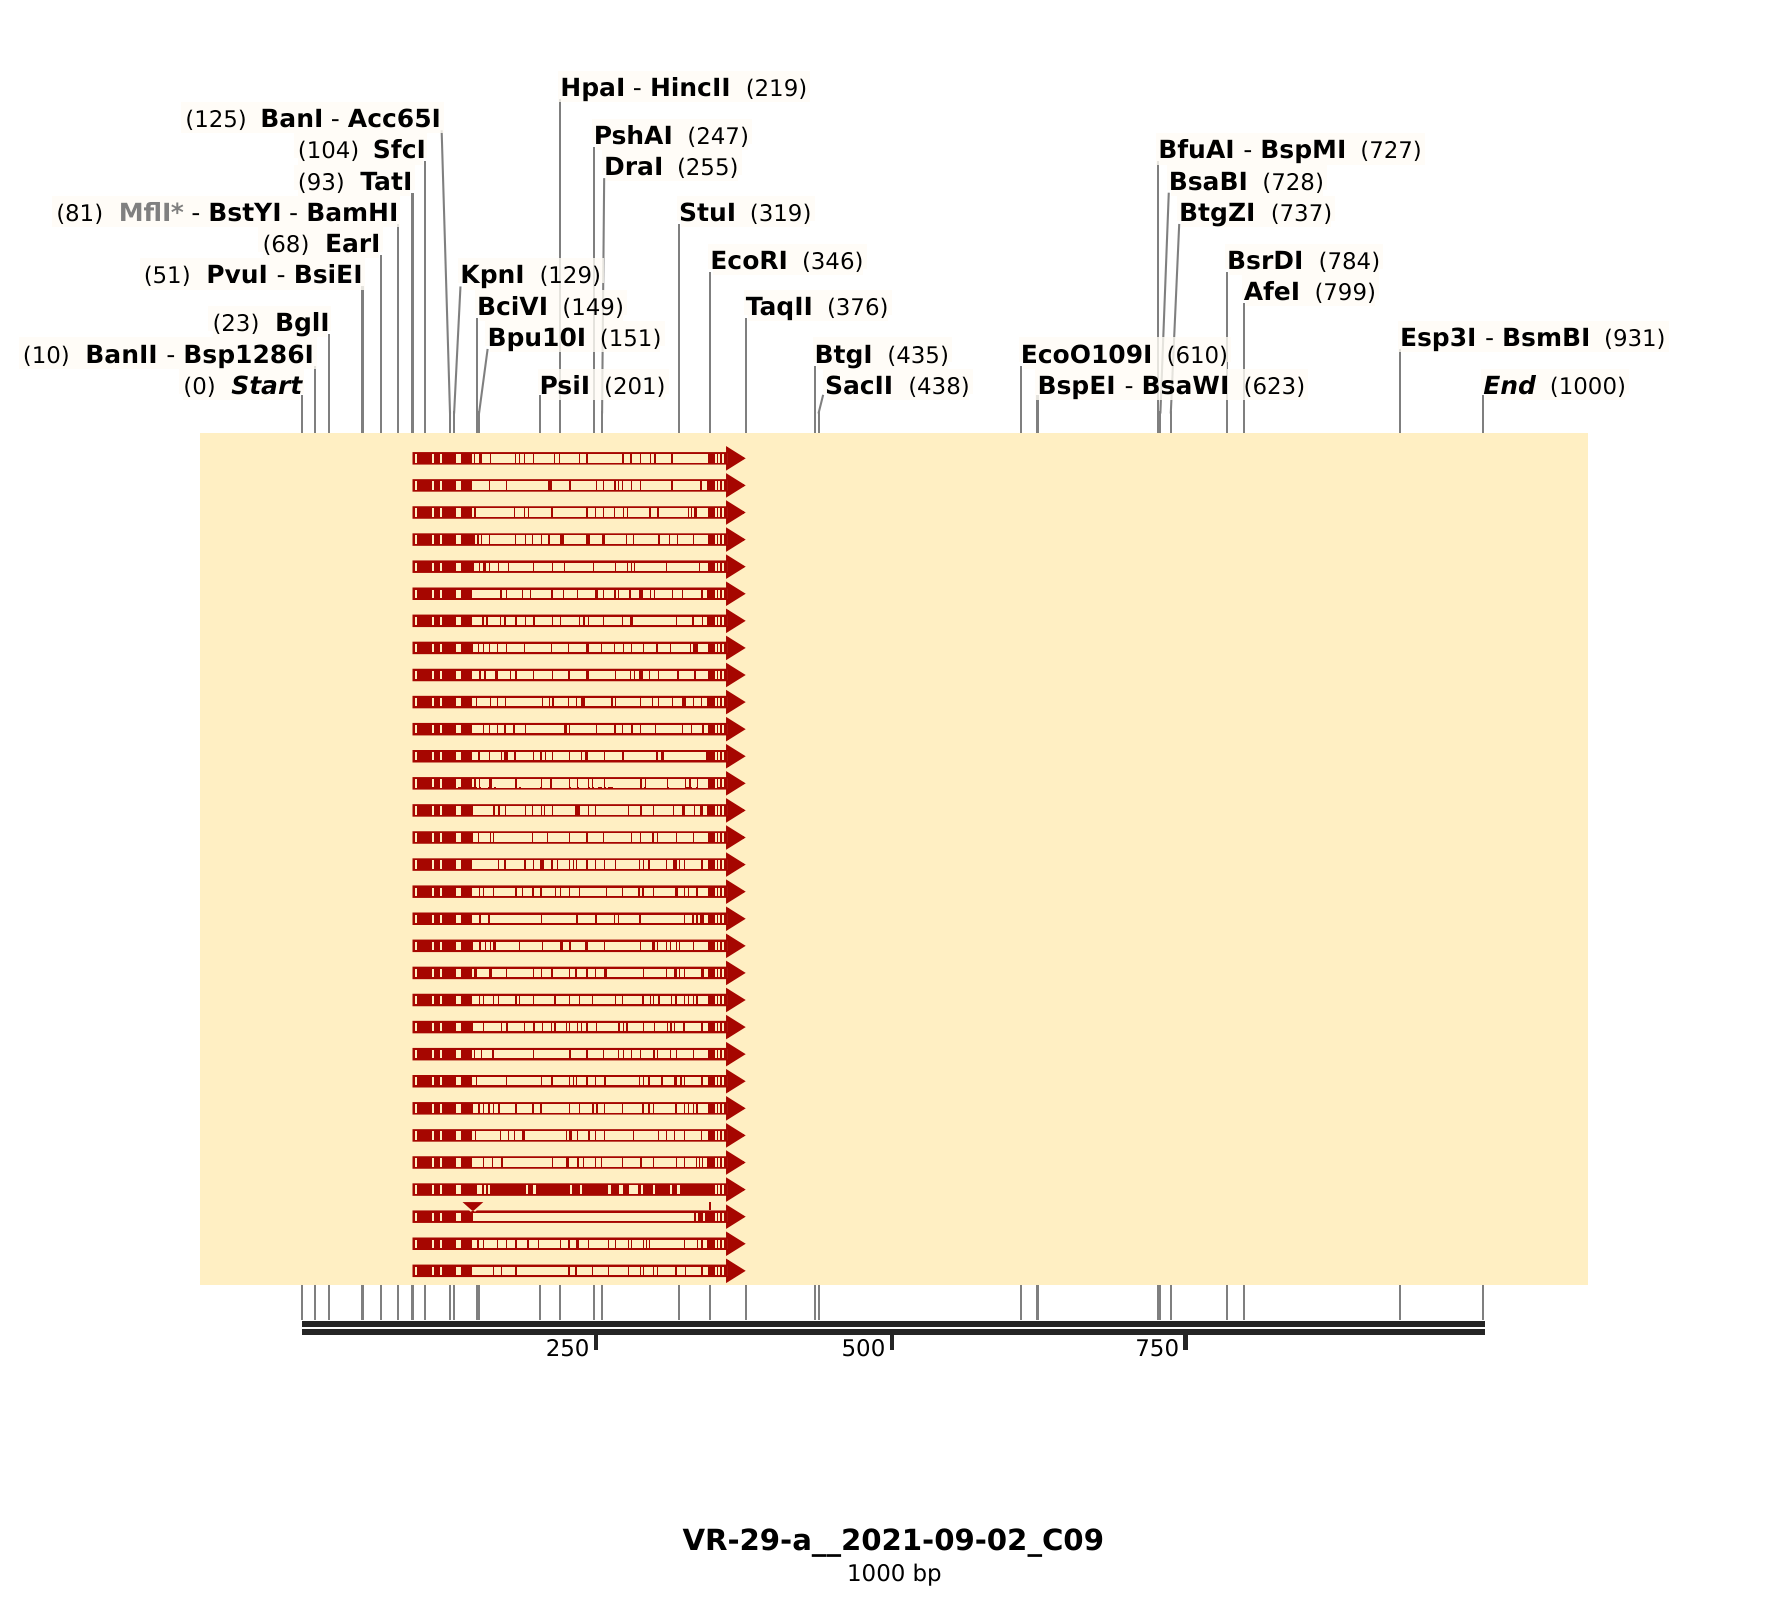 HpaI - HincII (219)
(125) BanI - Acc65I
PshAI (247)
(104) SfcI
BfuAI - BspMI (727)
DraI (255)
(93) TatI
BsaBI (728)
(81) MflI* - BstYI - BamHI
StuI (319)
BtgZI (737)
(68) EarI
EcoRI (346)
BsrDI (784)
(51) PvuI - BsiEI
KpnI (129)
AfeI (799)
BciVI (149)
TaqII (376)
(23) BglI
Bpu10I (151)
Esp3I - BsmBI (931)
(10) BanII - Bsp1286I
BtgI (435)
EcoO109I (610)
(0) Start
PsiI (201)
SacII (438)
BspEI - BsaWI (623)
End (1000)
250
500
750
VR-29-a__2021-09-02_C09
1000 bp